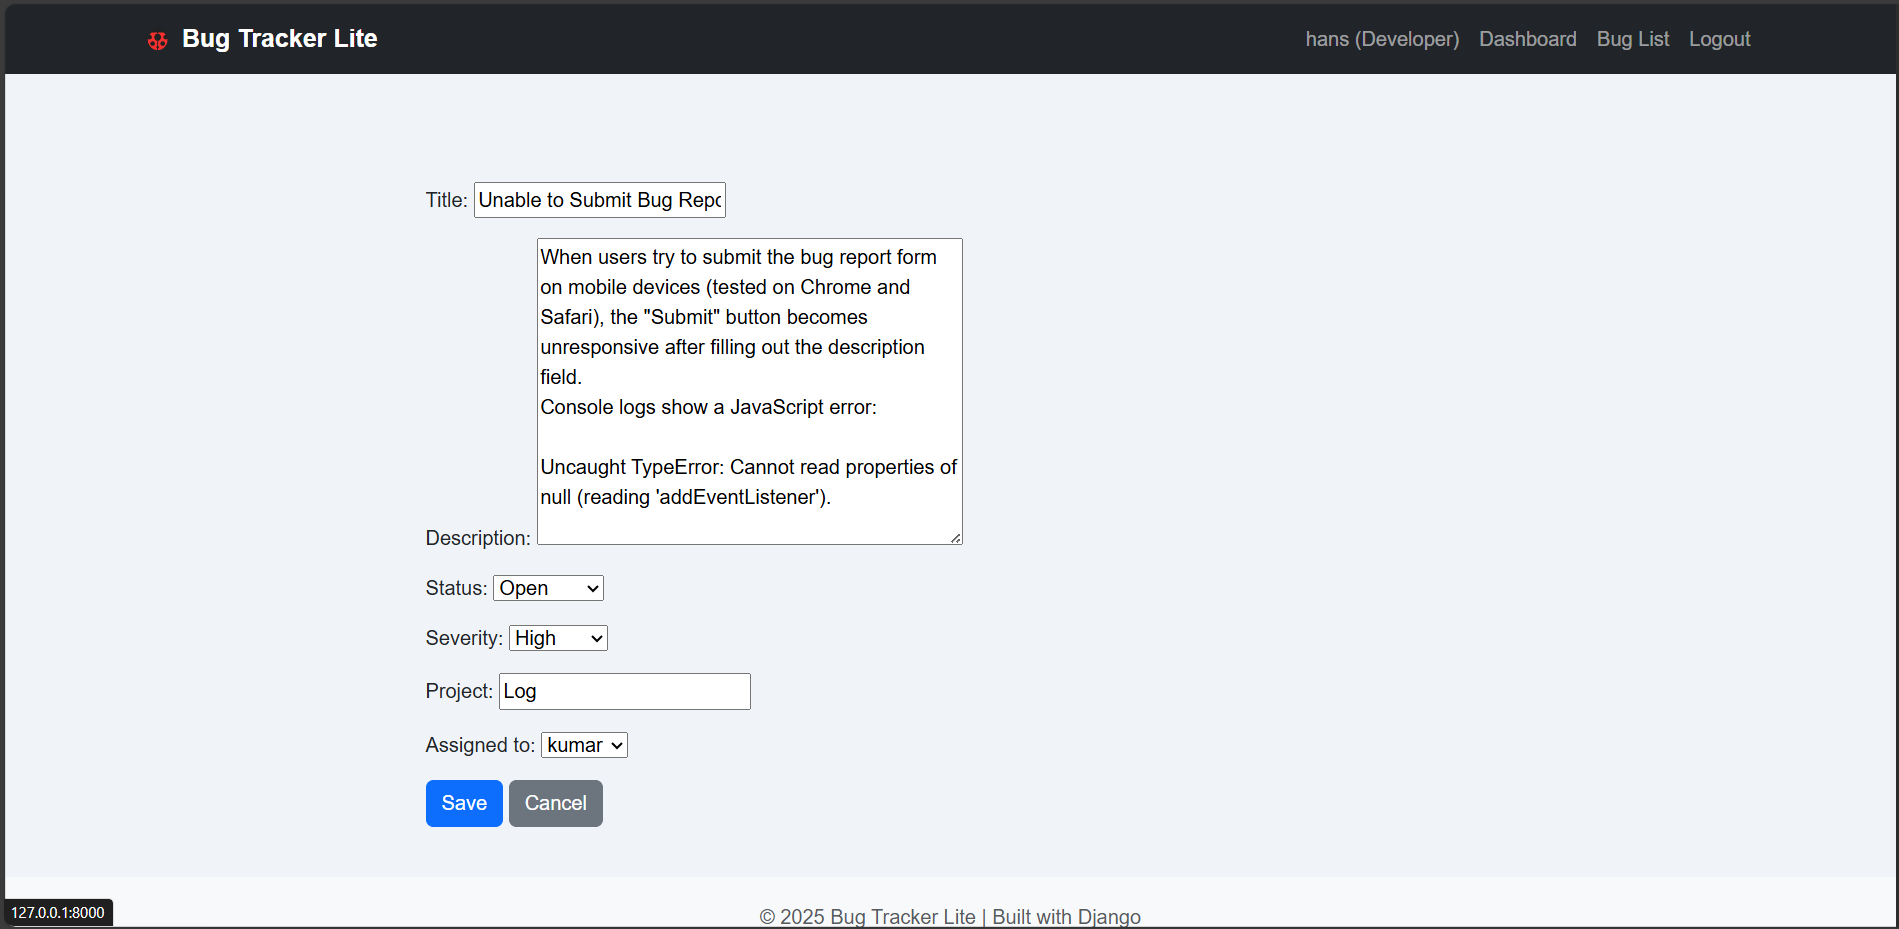 Bug Tracker Lite
hans (Developer) Dashboard Bug List Logout
Title: Unable to Submit Bug
When users try to submit the bug report form
on mobile devices (tested on Chrome and
Safari), the "Submit" button becomes
unresponsive after filling out the description
field.
Console logs show a JavaScript error:
Uncaught TypeError: Cannot read properties of
null (reading 'addEventListener').
Description:
Status: Open
Severity: High
Project: Log
Assigned to: kumar
Save Cancel
127.0.0.1:8000
© 2025 Bug Tracker Lite | Built with Django